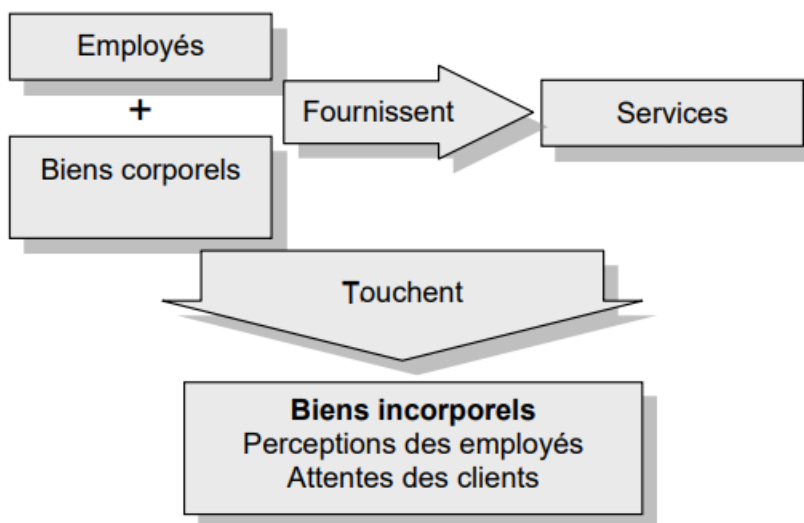 Employés
+
Biens corporels
Fournissent
Services
Touchent
Biens incorporels
Perceptions des employés
Attentes des clients